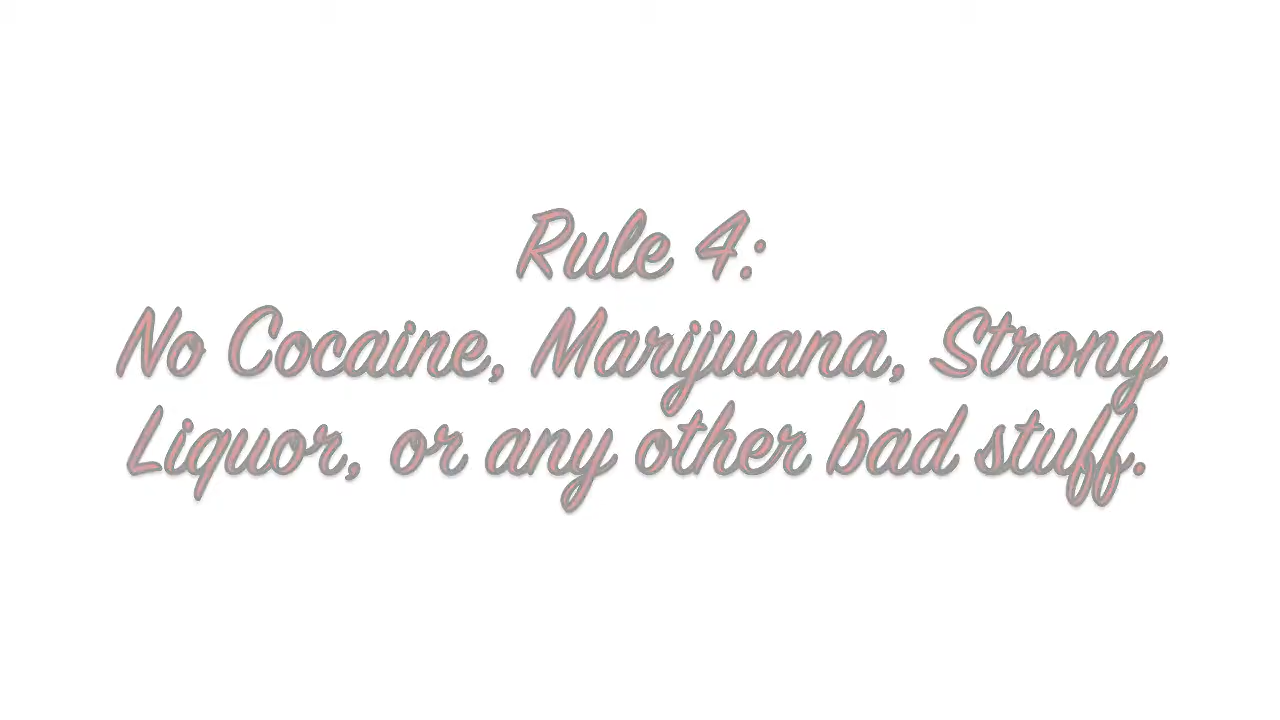 Rule 4:
No Cocaine, Marijuana, Strong
Liquor, or any other bad stuff.